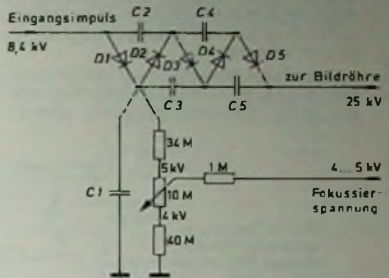 Eingangsimpuls
8,4 kV
C2
C4
D1
D2
D3
D4
D5
C3
C5
zur Bildröhre
25 kV
34 M
5 kV
1 M
4... 5 kV
C1
10 M
Fokussier-
spannung
4 kV
40 M